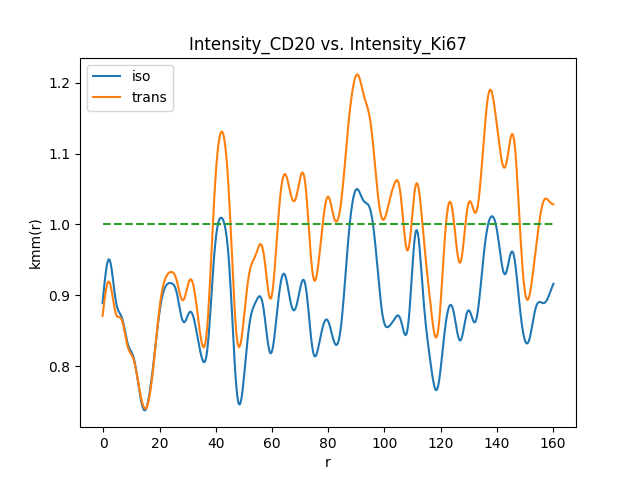 Intensity_CD20 vs. Intensity_Ki67
iso
trans
1.2
1.1
1.0
0.9
0.8
kmm(r)
0 20 40 60 80 100 120 140 160
r